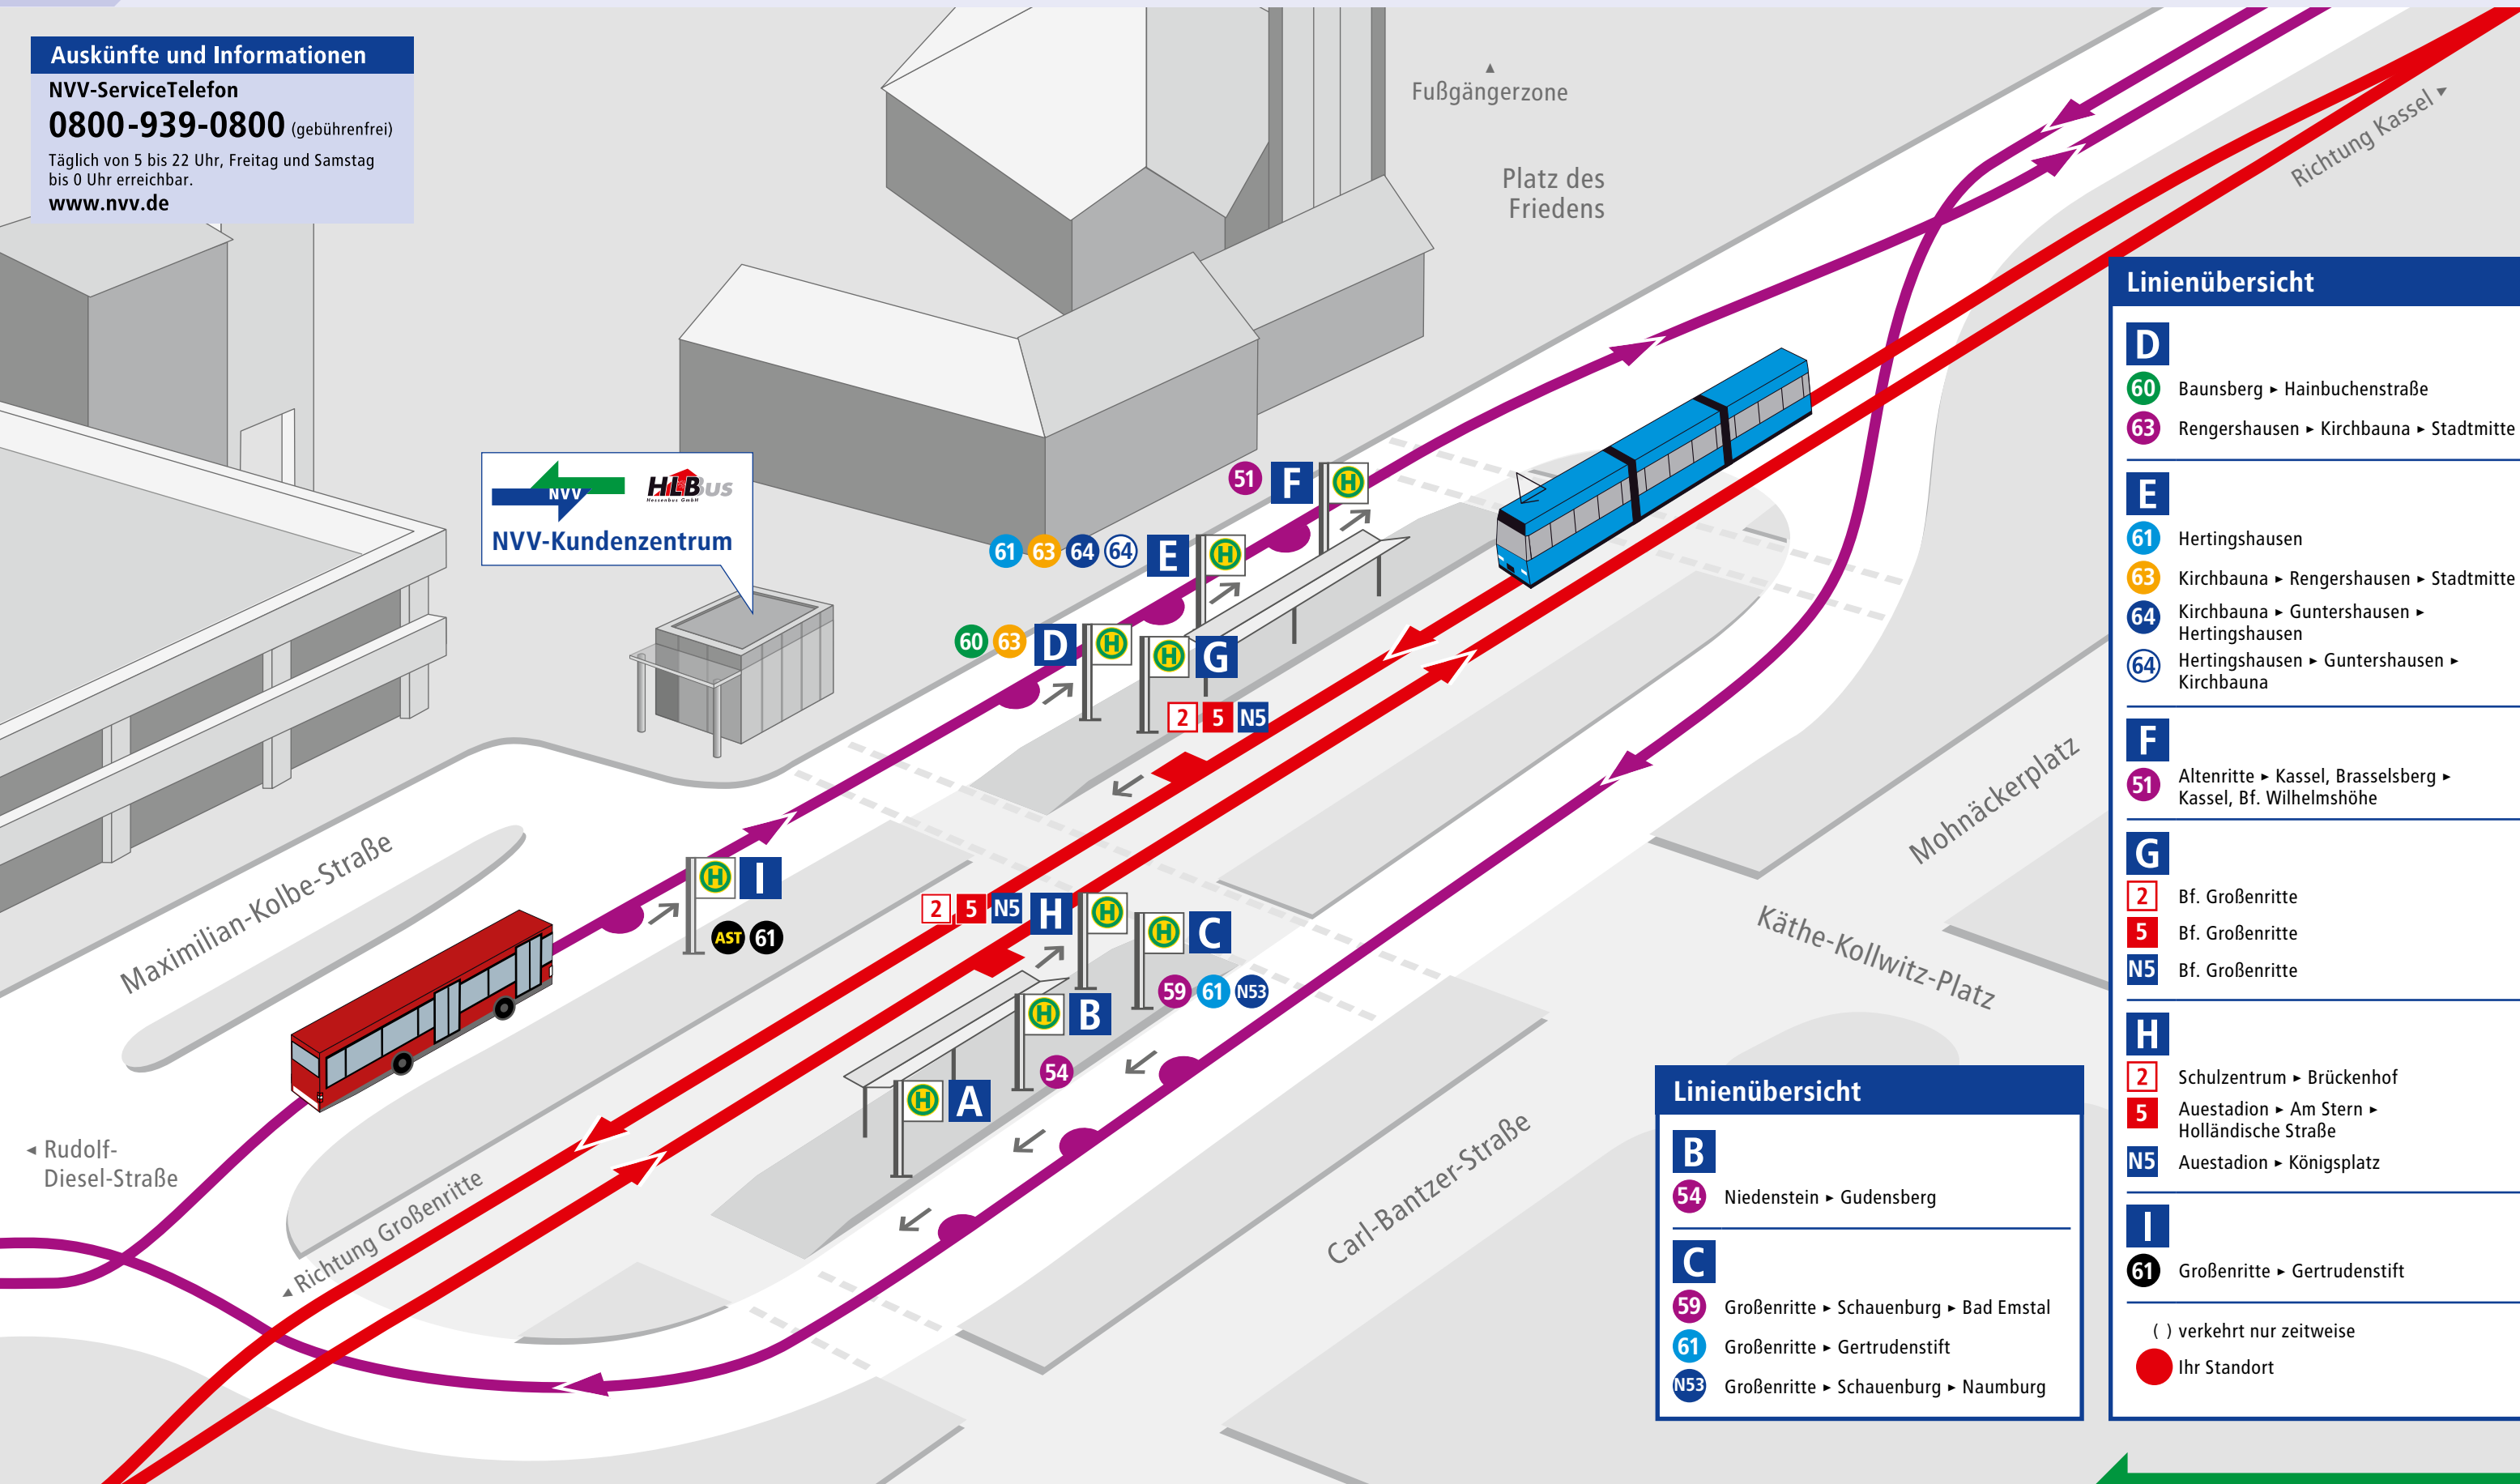 Auskünfte und Informationen
NVV-ServiceTelefon
0800-939-0800 (gebührenfrei)
Täglich von 5 bis 22 Uhr, Freitag und Samstag
bis 0 Uhr erreichbar.
www.nvv.de
▲
Fußgängerzone
Platz des
Friedens
Richtung Kassel ►
NVV
HLBBus
Hessenbus GmbH
NVV-Kundenzentrum
51 F H
61 63 64 64 E H
60 63 D H
H G
2 5 N5
H I
AST 61
2 5 N5 H H
H C
59 61 N53
H B
54
H A
Maximilian-Kolbe-Straße
◄ Rudolf-
Diesel-Straße
◄ Richtung Großenritte
Mohnäckerplatz
Käthe-Kollwitz-Platz
Carl-Bantzer-Straße
Linienübersicht
B
54 Niedenstein ► Gudensberg
C
59 Großenritte ► Schauenburg ► Bad Emstal
61 Großenritte ► Gertrudenstift
N53 Großenritte ► Schauenburg ► Naumburg
Linienübersicht
D
60 Baunsberg ► Hainbuchenstraße
63 Rengershausen ► Kirchbauna ► Stadtmitte
E
61 Hertingshausen
63 Kirchbauna ► Rengershausen ► Stadtmitte
64 Kirchbauna ► Guntershausen ►
Hertingshausen
64 Hertingshausen ► Guntershausen ►
Kirchbauna
F
51 Altenritte ► Kassel, Brasselsberg ►
Kassel, Bf. Wilhelmshöhe
G
2 Bf. Großenritte
5 Bf. Großenritte
N5 Bf. Großenritte
H
2 Schulzentrum ► Brückenhof
5 Auestadion ► Am Stern ►
Holländische Straße
N5 Auestadion ► Königsplatz
I
61 Großenritte ► Gertrudenstift
( ) verkehrt nur zeitweise
Ihr Standort